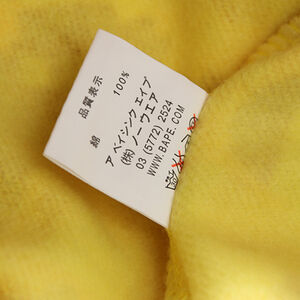 品質表示
綿 100%
ア ベイシング エイプ
(株) ノーウエア
03 (5772) 2524
WWW.BAPE.COM